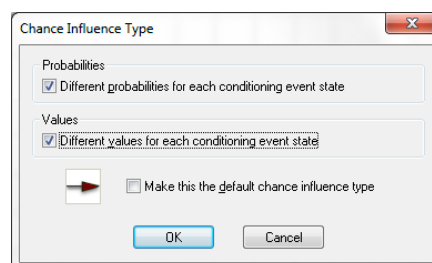 Chance Influence Type
Probabilities
Different probabilities for each conditioning event state
Values
Different values for each conditioning event state
Make this the default chance influence type
OK Cancel